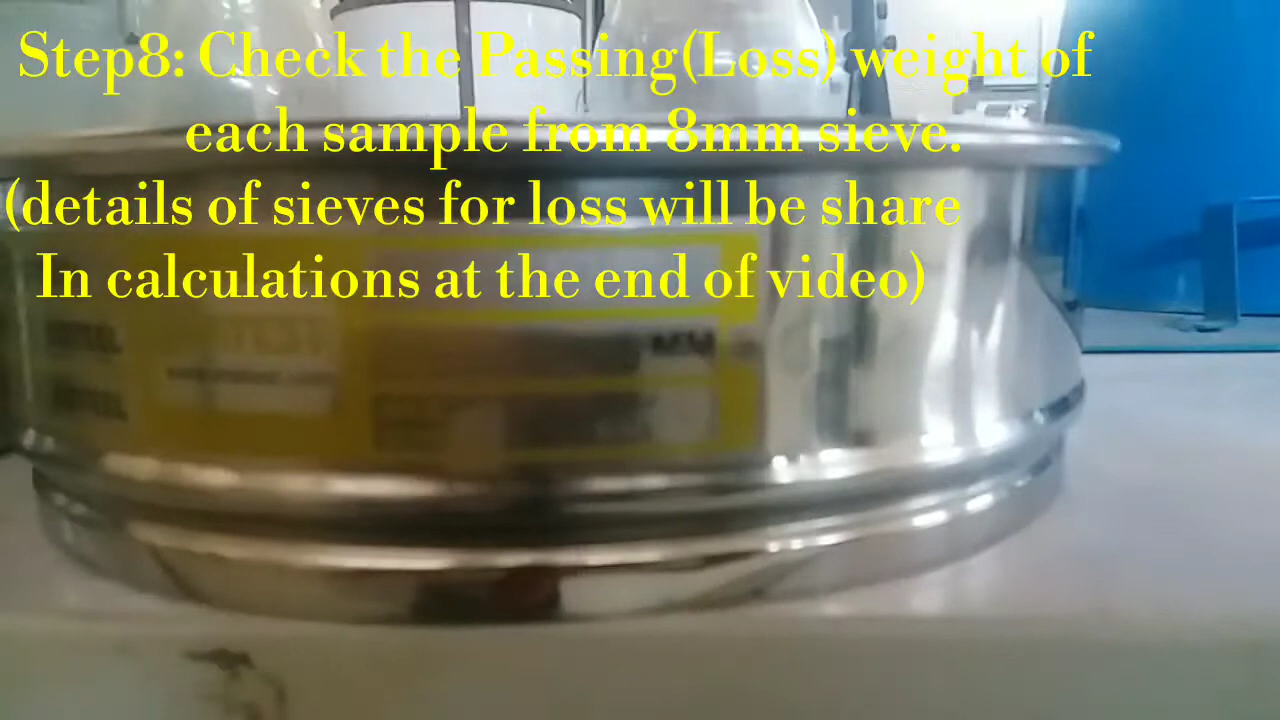 Step8: Check the Passing(Loss) weight of
each sample from 8mm sieve.
(details of sieves for loss will be share
In calculations at the end of video)